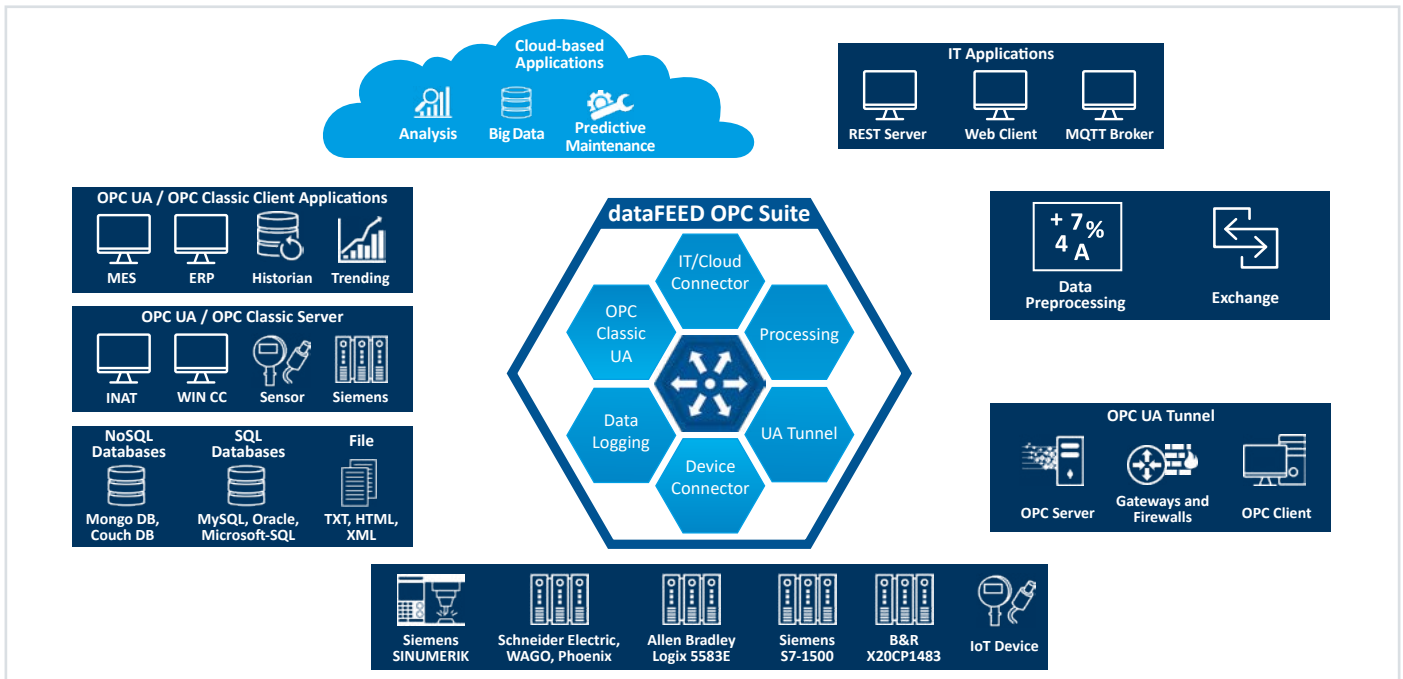 Cloud-based
Applications
Analysis
Big Data
Predictive
Maintenance
IT Applications
REST Server
Web Client
MQTT Broker
OPC UA / OPC Classic Client Applications
MES
ERP
Historian
Trending
OPC UA / OPC Classic Server
INAT
WIN CC
Sensor
Siemens
NoSQL
Databases
Mongo DB,
Couch DB
SQL
Databases
MySQL, Oracle,
Microsoft-SQL
File
TXT, HTML,
XML
dataFEED OPC Suite
IT/Cloud
Connector
OPC
Classic
UA
Processing
Data
Logging
UA Tunnel
Device
Connector
+ 7%
4 A
Data
Preprocessing
Exchange
OPC UA Tunnel
OPC Server
Gateways and
Firewalls
OPC Client
Siemens
SINUMERIK
Schneider Electric,
WAGO, Phoenix
Allen Bradley
Logix 5583E
Siemens
S7-1500
B&R
X20CP1483
IoT Device